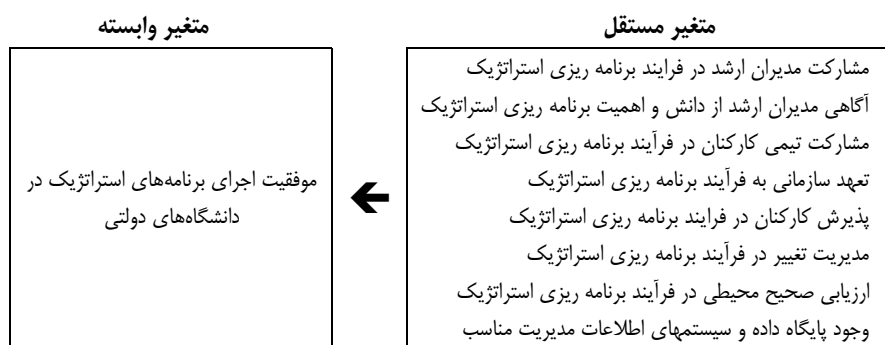 متغیر مستقل
مشارکت مدیران ارشد در فرایند برنامه ریزی استراتژیک
آگاهی مدیران ارشد از دانش و اهمیت برنامه ریزی استراتژیک
مشارکت تیمی کارکنان در فرآیند برنامه ریزی استراتژیک
تعهد سازمانی به فرآیند برنامه ریزی استراتژیک
پذیرش کارکنان در فرایند برنامه ریزی استراتژیک
مدیریت تغییر در فرآیند برنامه ریزی استراتژیک
ارزیابی صحیح محیطی در فرآیند برنامه ریزی استراتژیک
وجود پایگاه داده و سیستمهای اطلاعات مدیریت مناسب
متغیر وابسته
موفقیت اجرای برنامه‌های استراتژیک در
دانشگاه‌های دولتی